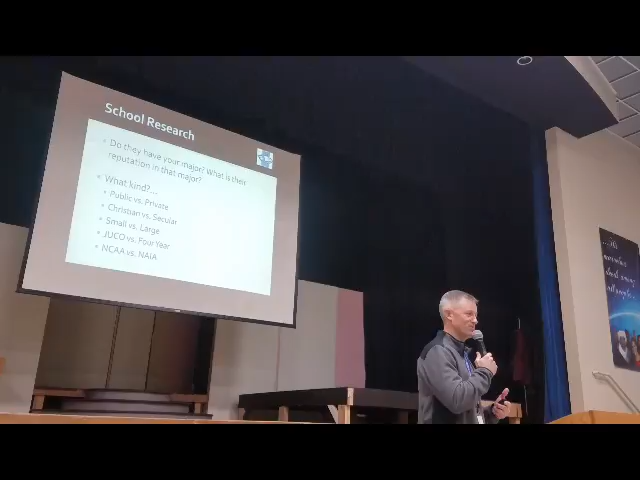 School Research
• Do they have your major? What is their
reputation in that major?
• What kind?...
• Public vs. Private
• Christian vs. Secular
• Small vs. Large
• JUCO vs. Four Year
• NCAA vs. NAIA